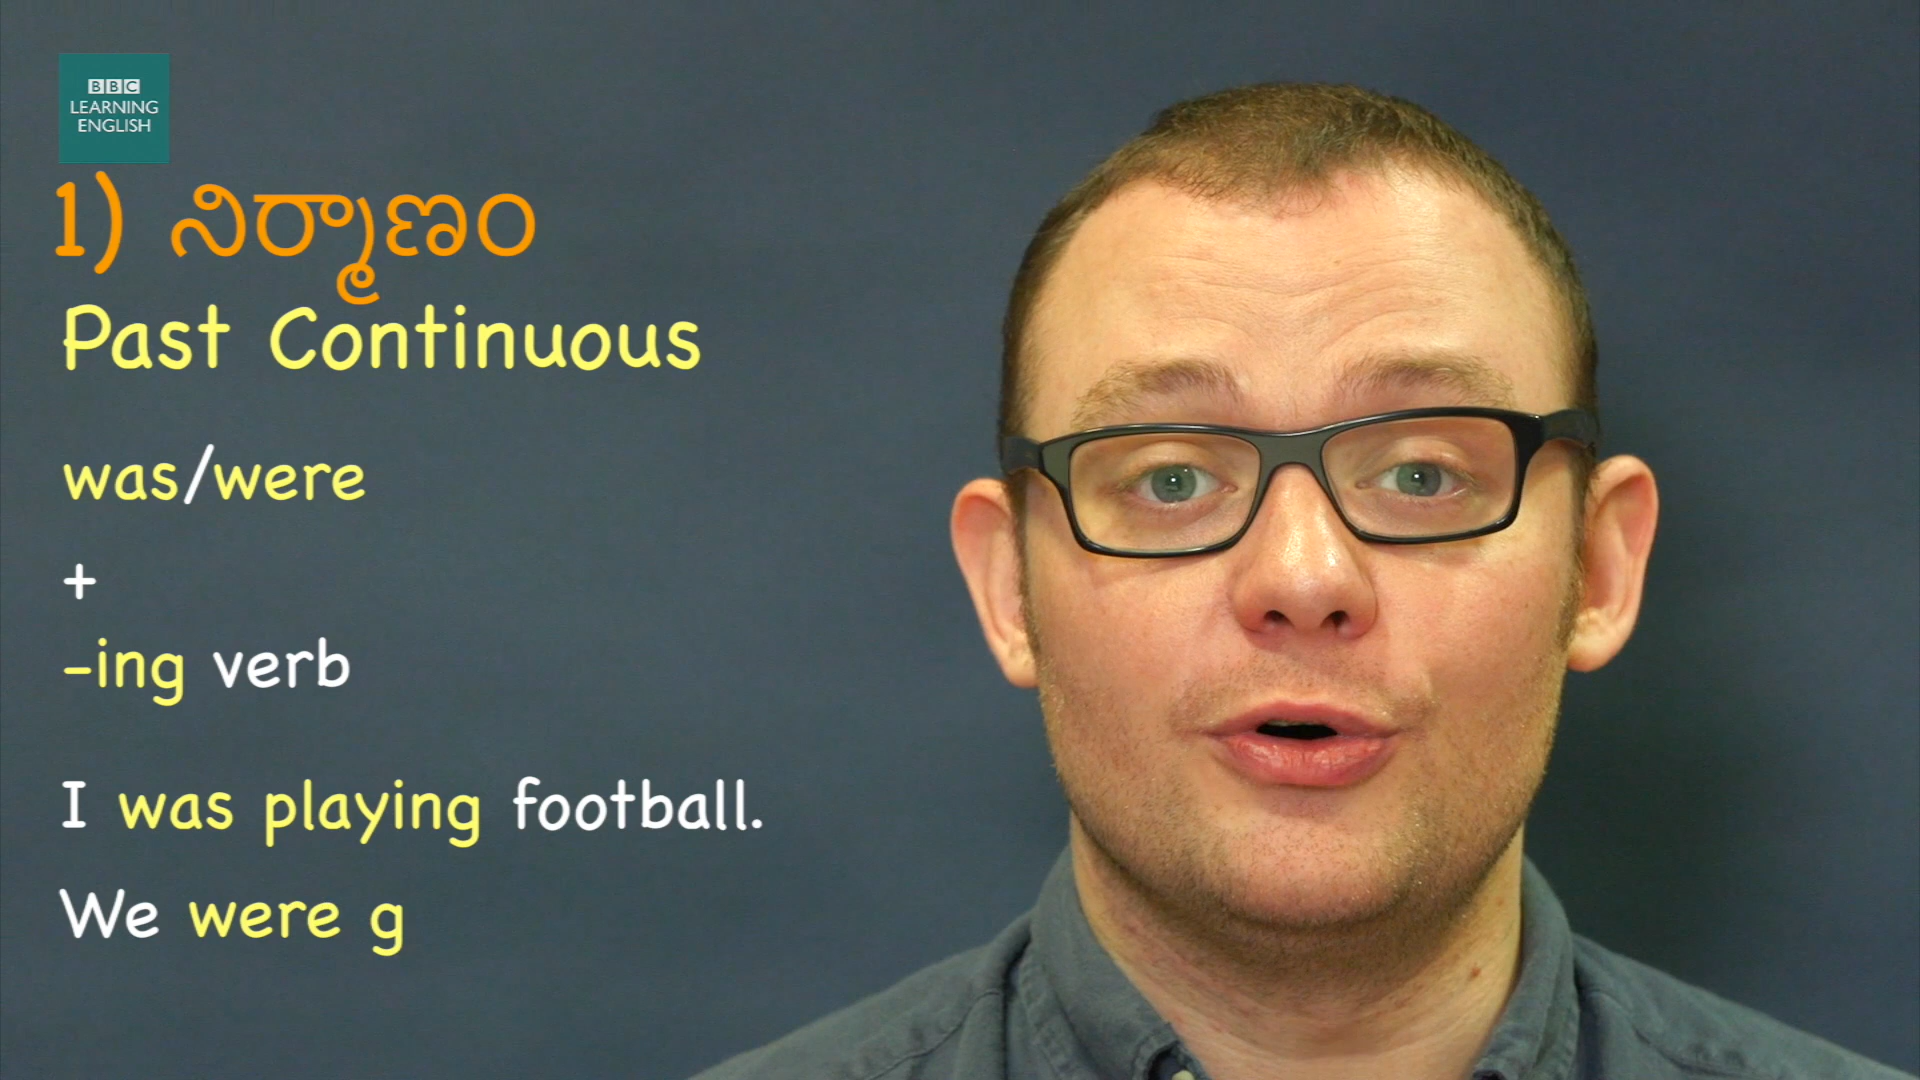 BBC
LEARNING
ENGLISH
1) నిర్మాణం
Past Continuous
was/were
+
-ing verb
I was playing football.
We were g